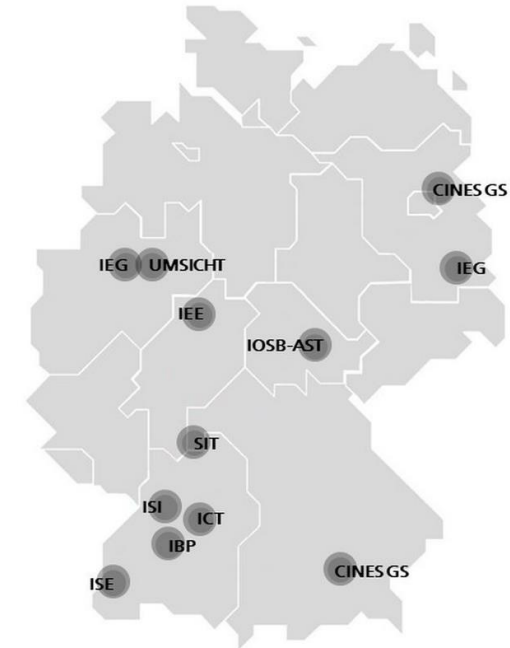 CINES GS
IEG UMSICHT
IEG
IEE
IOSB-AST
SIT
ISI
ICT
IBP
CINES GS
ISE